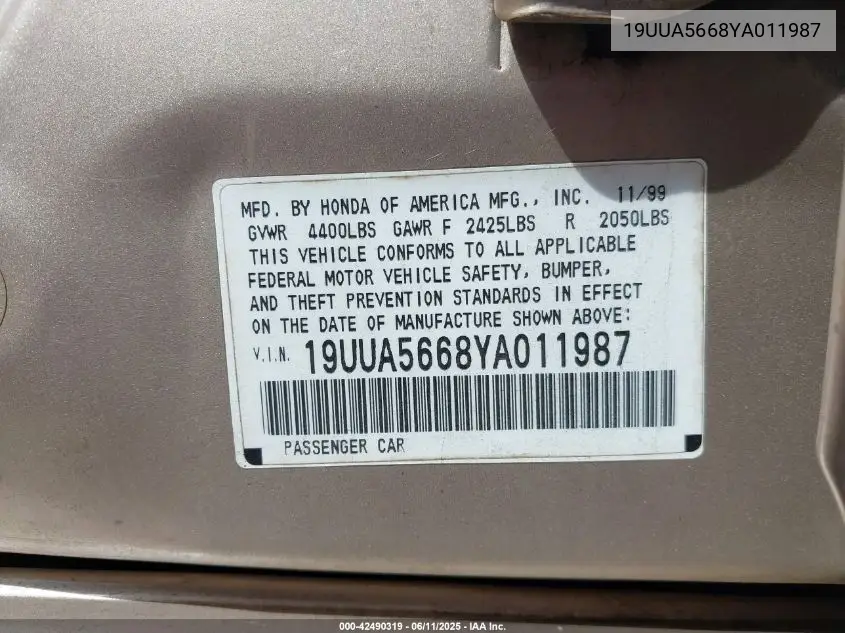 19UUA5668YA011987
MFD. BY HONDA OF AMERICA MFG., INC. 11/99
GVWR 4400LBS GAWR F 2425LBS R 2050LBS
THIS VEHICLE CONFORMS TO ALL APPLICABLE
FEDERAL MOTOR VEHICLE SAFETY, BUMPER,
AND THEFT PREVENTION STANDARDS IN EFFECT
ON THE DATE OF MANUFACTURE SHOWN ABOVE:
V.I.N. 19UUA5668YA011987
PASSENGER CAR
000-42490319 - 06/11/2025 - IAA Inc.